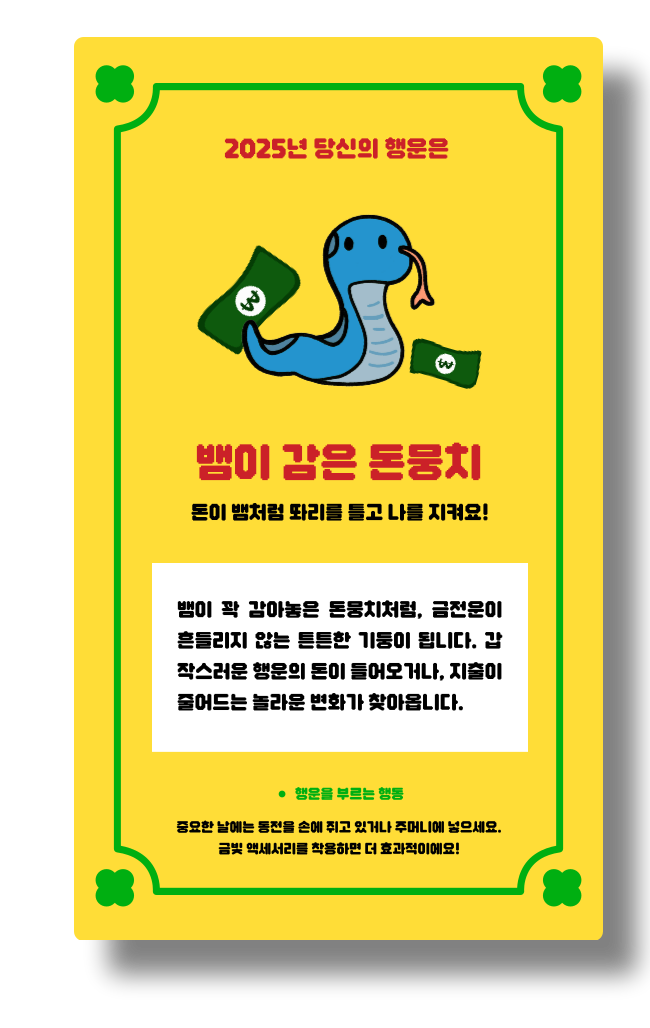 2025년 당신의 행운은
₩
₩
뱀이 감은 돈뭉치
돈이 뱀처럼 똬리를 틀고 나를 지켜요!
뱀이 꽉 감아놓은 돈뭉치처럼, 금전운이
흔들리지 않는 튼튼한 기둥이 됩니다. 갑
작스러운 행운의 돈이 들어오거나, 지출이
줄어드는 놀라운 변화가 찾아옵니다.
• 행운을 부르는 행동
중요한 날에는 동전을 손에 쥐고 있거나 주머니에 넣으세요.
금빛 액세서리를 착용하면 더 효과적이에요!